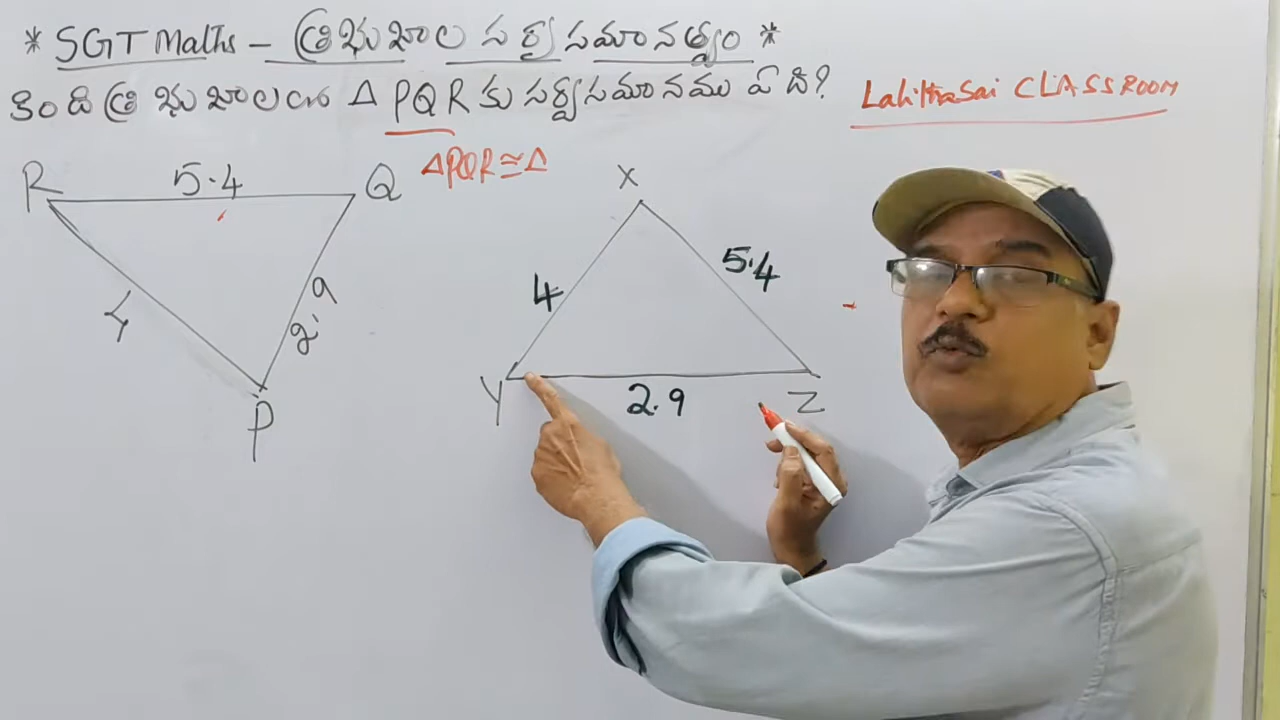 * SGT Maths - త్రిభుజాల సర్వసమానత్వం *
కింది త్రిభుజాలలో Δ PQR కు సర్వసమానము ఏది?
LalithaSai CLASSROOM
ΔPQR ≅ Δ
R 5.4 Q
4
2.9
P
X
4
5.4
Y 2.9 Z